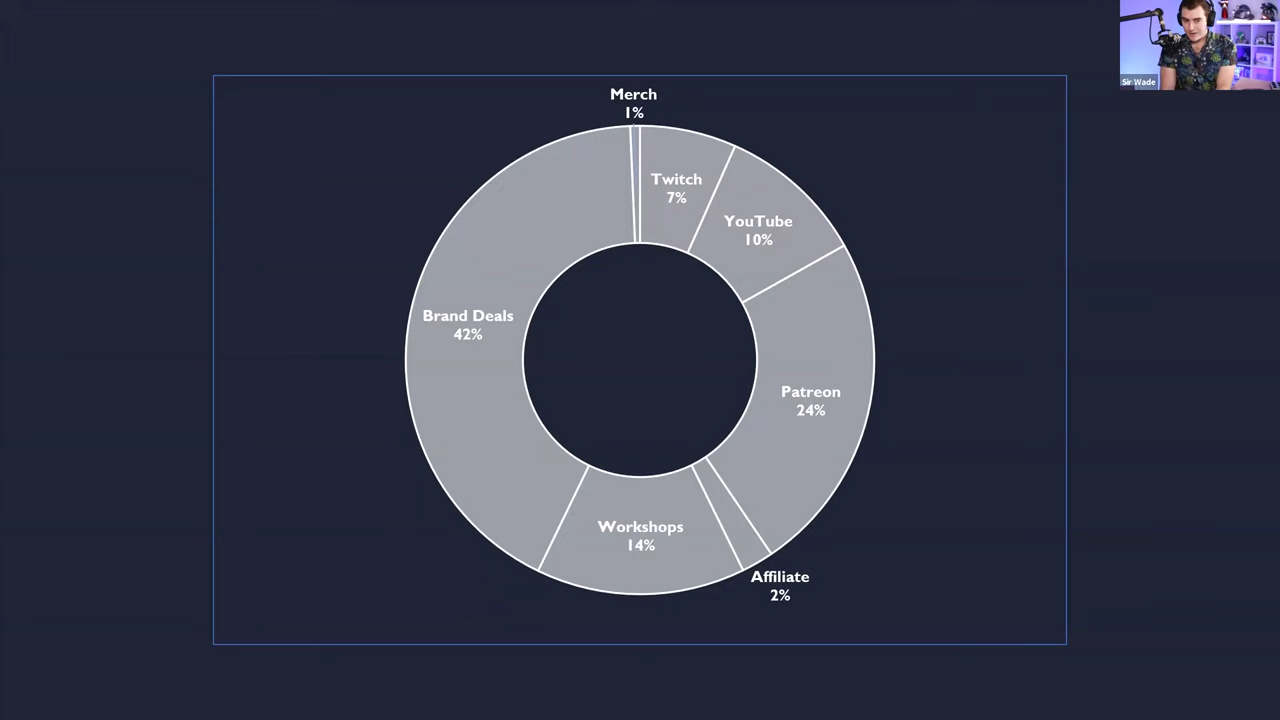 Sir Wade
Merch
1%
Twitch
7%
YouTube
10%
Brand Deals
42%
Patreon
24%
Workshops
14%
Affiliate
2%